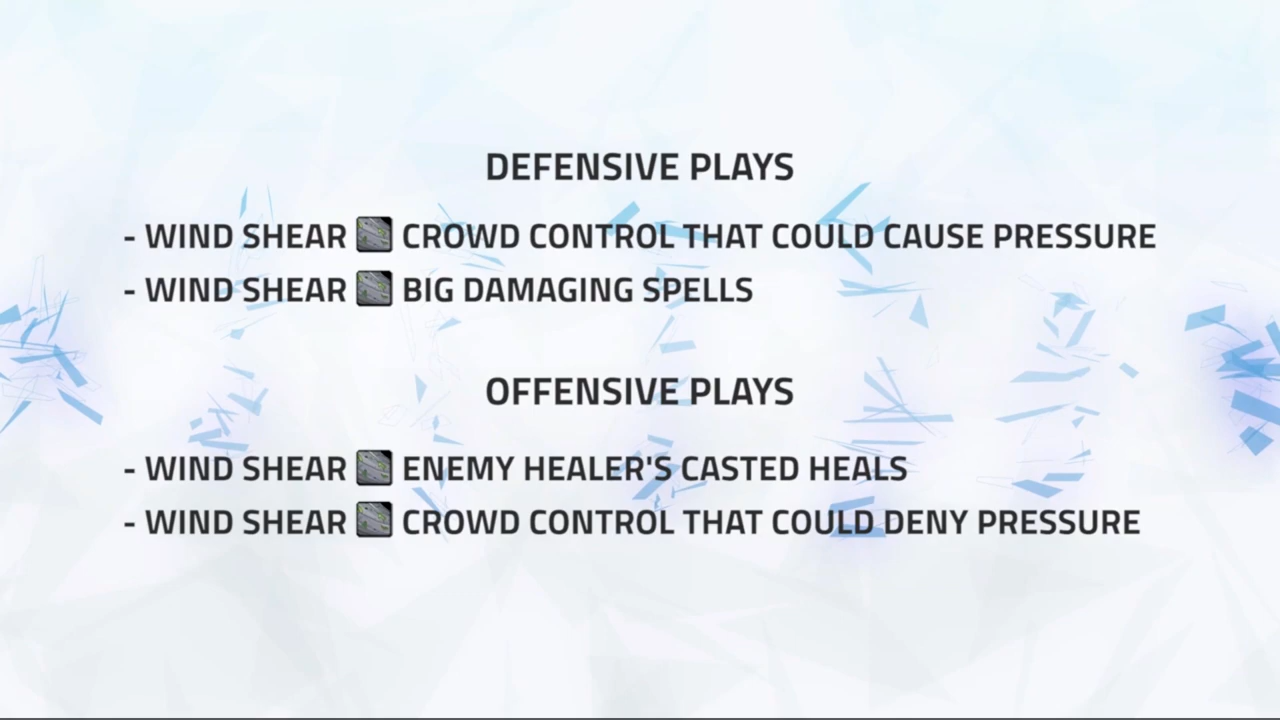 DEFENSIVE PLAYS
- WIND SHEAR CROWD CONTROL THAT COULD CAUSE PRESSURE
- WIND SHEAR BIG DAMAGING SPELLS
OFFENSIVE PLAYS
- WIND SHEAR ENEMY HEALER'S CASTED HEALS
- WIND SHEAR CROWD CONTROL THAT COULD DENY PRESSURE